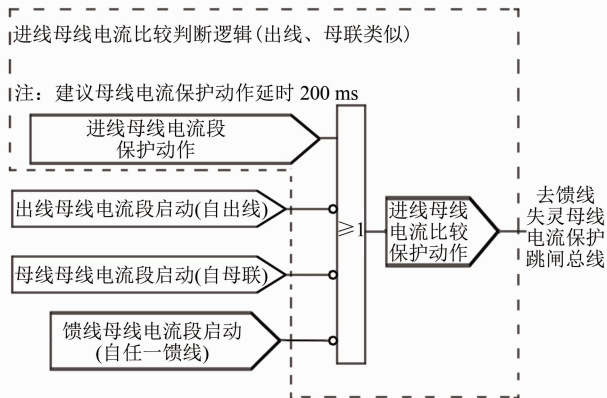 进线母线电流比较判断逻辑(出线、母联类似)
注：建议母线电流保护动作延时 200 ms
进线母线电流段
保护动作
出线母线电流段启动(自出线)
母线母线电流段启动(自母联)
馈线母线电流段启动
(自任一馈线)
≥1
进线母线
电流比较
保护动作
去馈线
失灵母线
电流保护
跳闸总线